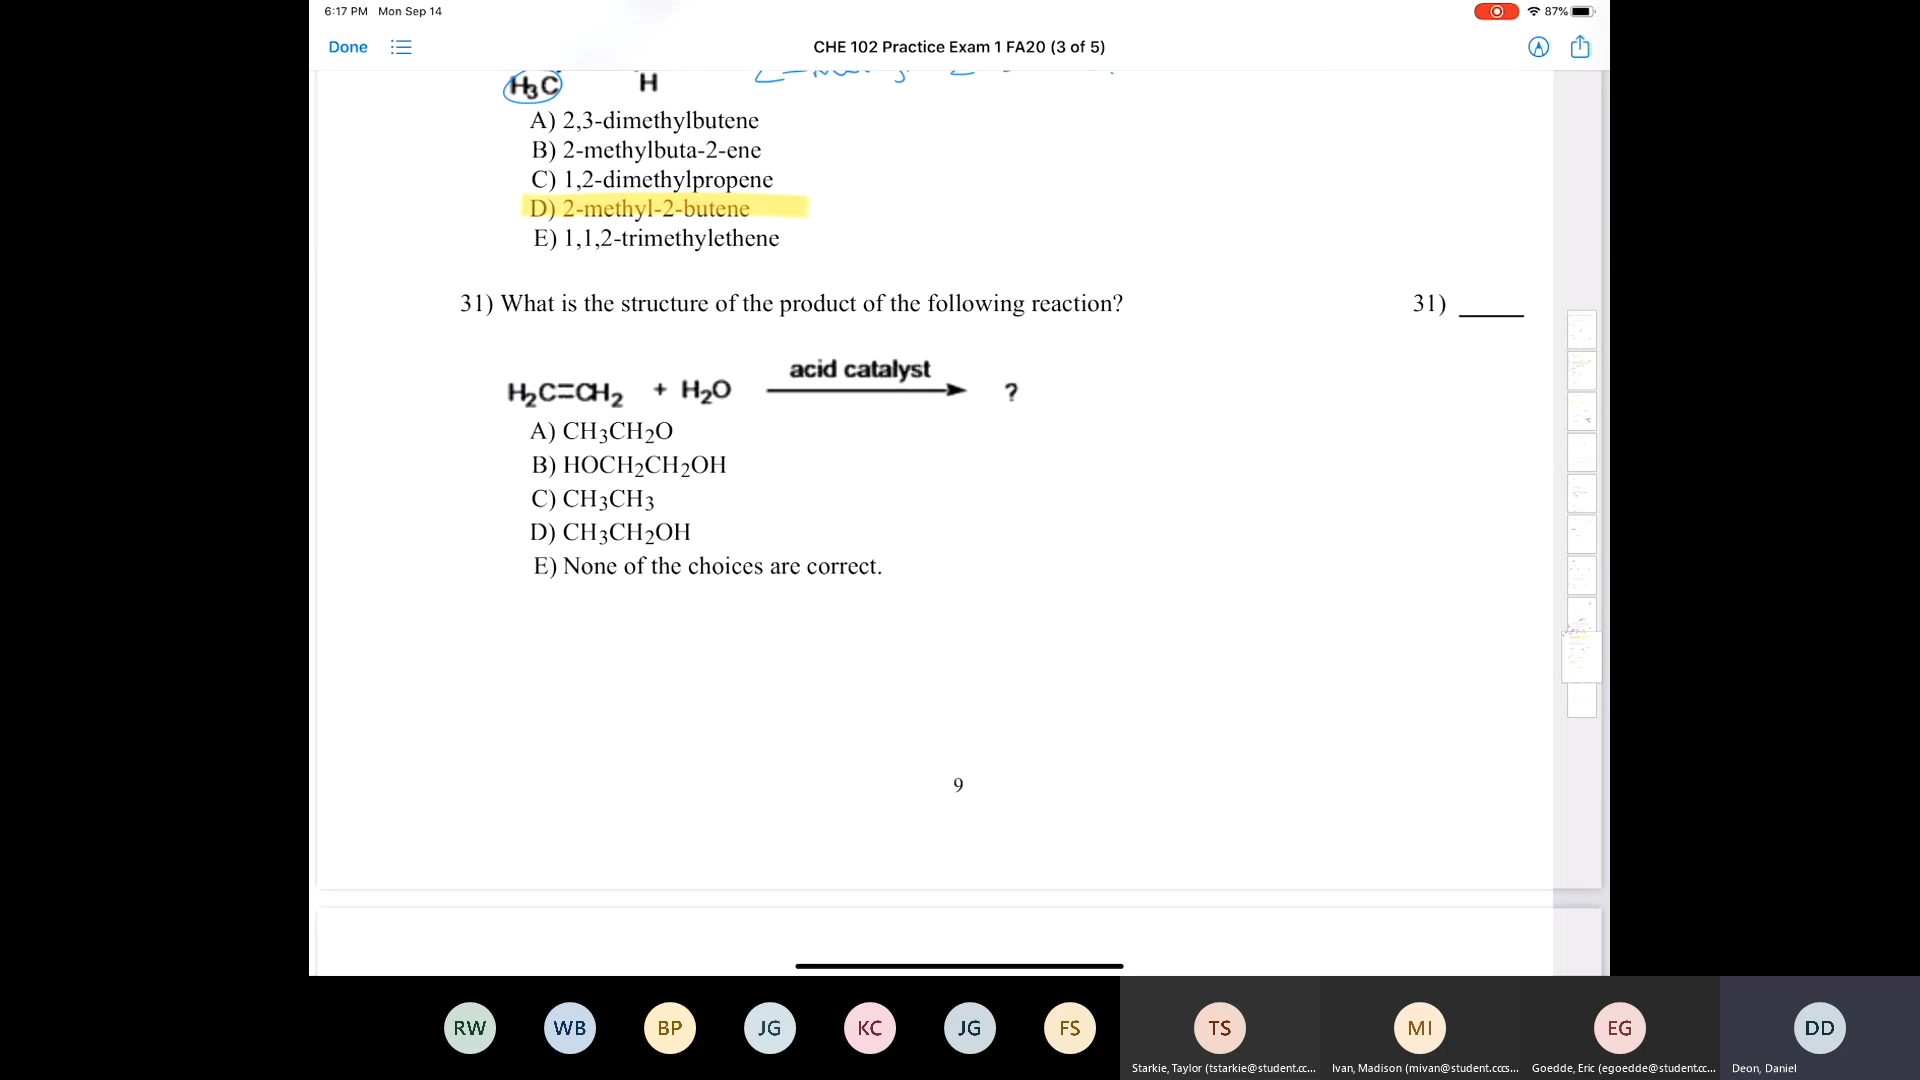 6:17 PM Mon Sep 14
87%
Done
CHE 102 Practice Exam 1 FA20 (3 of 5)
H₃C H
A) 2,3-dimethylbutene
B) 2-methylbuta-2-ene
C) 1,2-dimethylpropene
D) 2-methyl-2-butene
E) 1,1,2-trimethylethene
31) What is the structure of the product of the following reaction? 31) _____
acid catalyst
H₂C=CH₂ + H₂O ?
A) CH₃CH₂O
B) HOCH₂CH₂OH
C) CH₃CH₃
D) CH₃CH₂OH
E) None of the choices are correct.
9
RW WB BP JG KC JG FS TS MI EG DD
Starkie, Taylor (tstarkie@student.cc... Ivan, Madison (mivan@student.cccs... Goedde, Eric (egoedde@student.cc... Deon, Daniel